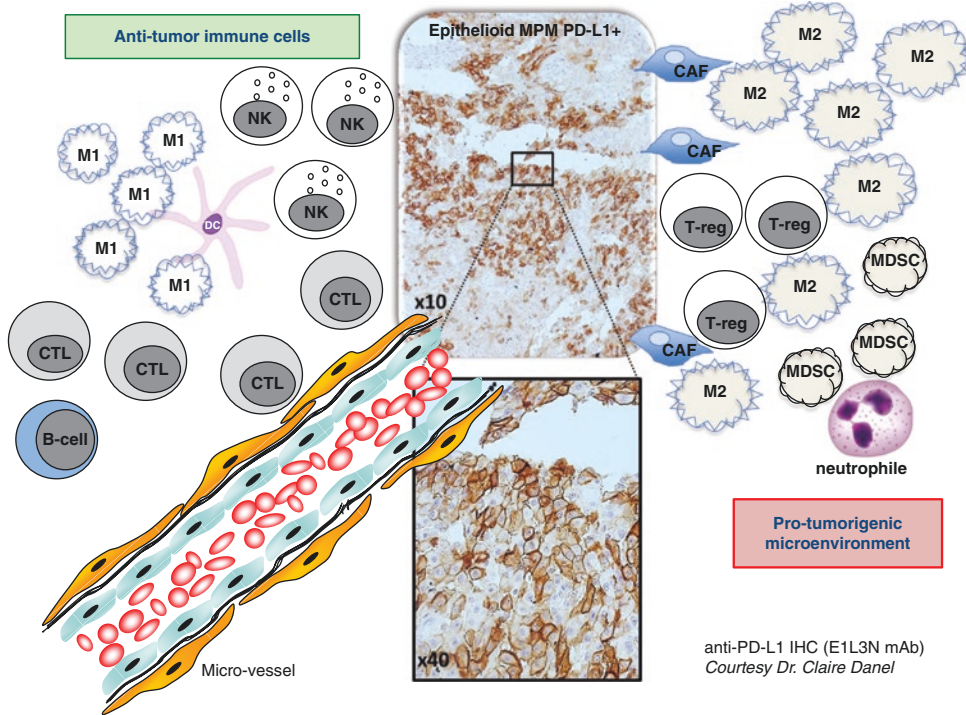 Anti-tumor immune cells
Epithelioid MPM PD-L1+
NK
NK
NK
M1
M1
M1
M1
M1
DC
CTL
CTL
CTL
CTL
B-cell
Micro-vessel
x10
x40
CAF
CAF
CAF
M2
M2
M2
M2
M2
M2
M2
T-reg
T-reg
T-reg
MDSC
MDSC
MDSC
neutrophile
Pro-tumorigenic
microenvironment
anti-PD-L1 IHC (E1L3N mAb)
Courtesy Dr. Claire Danel